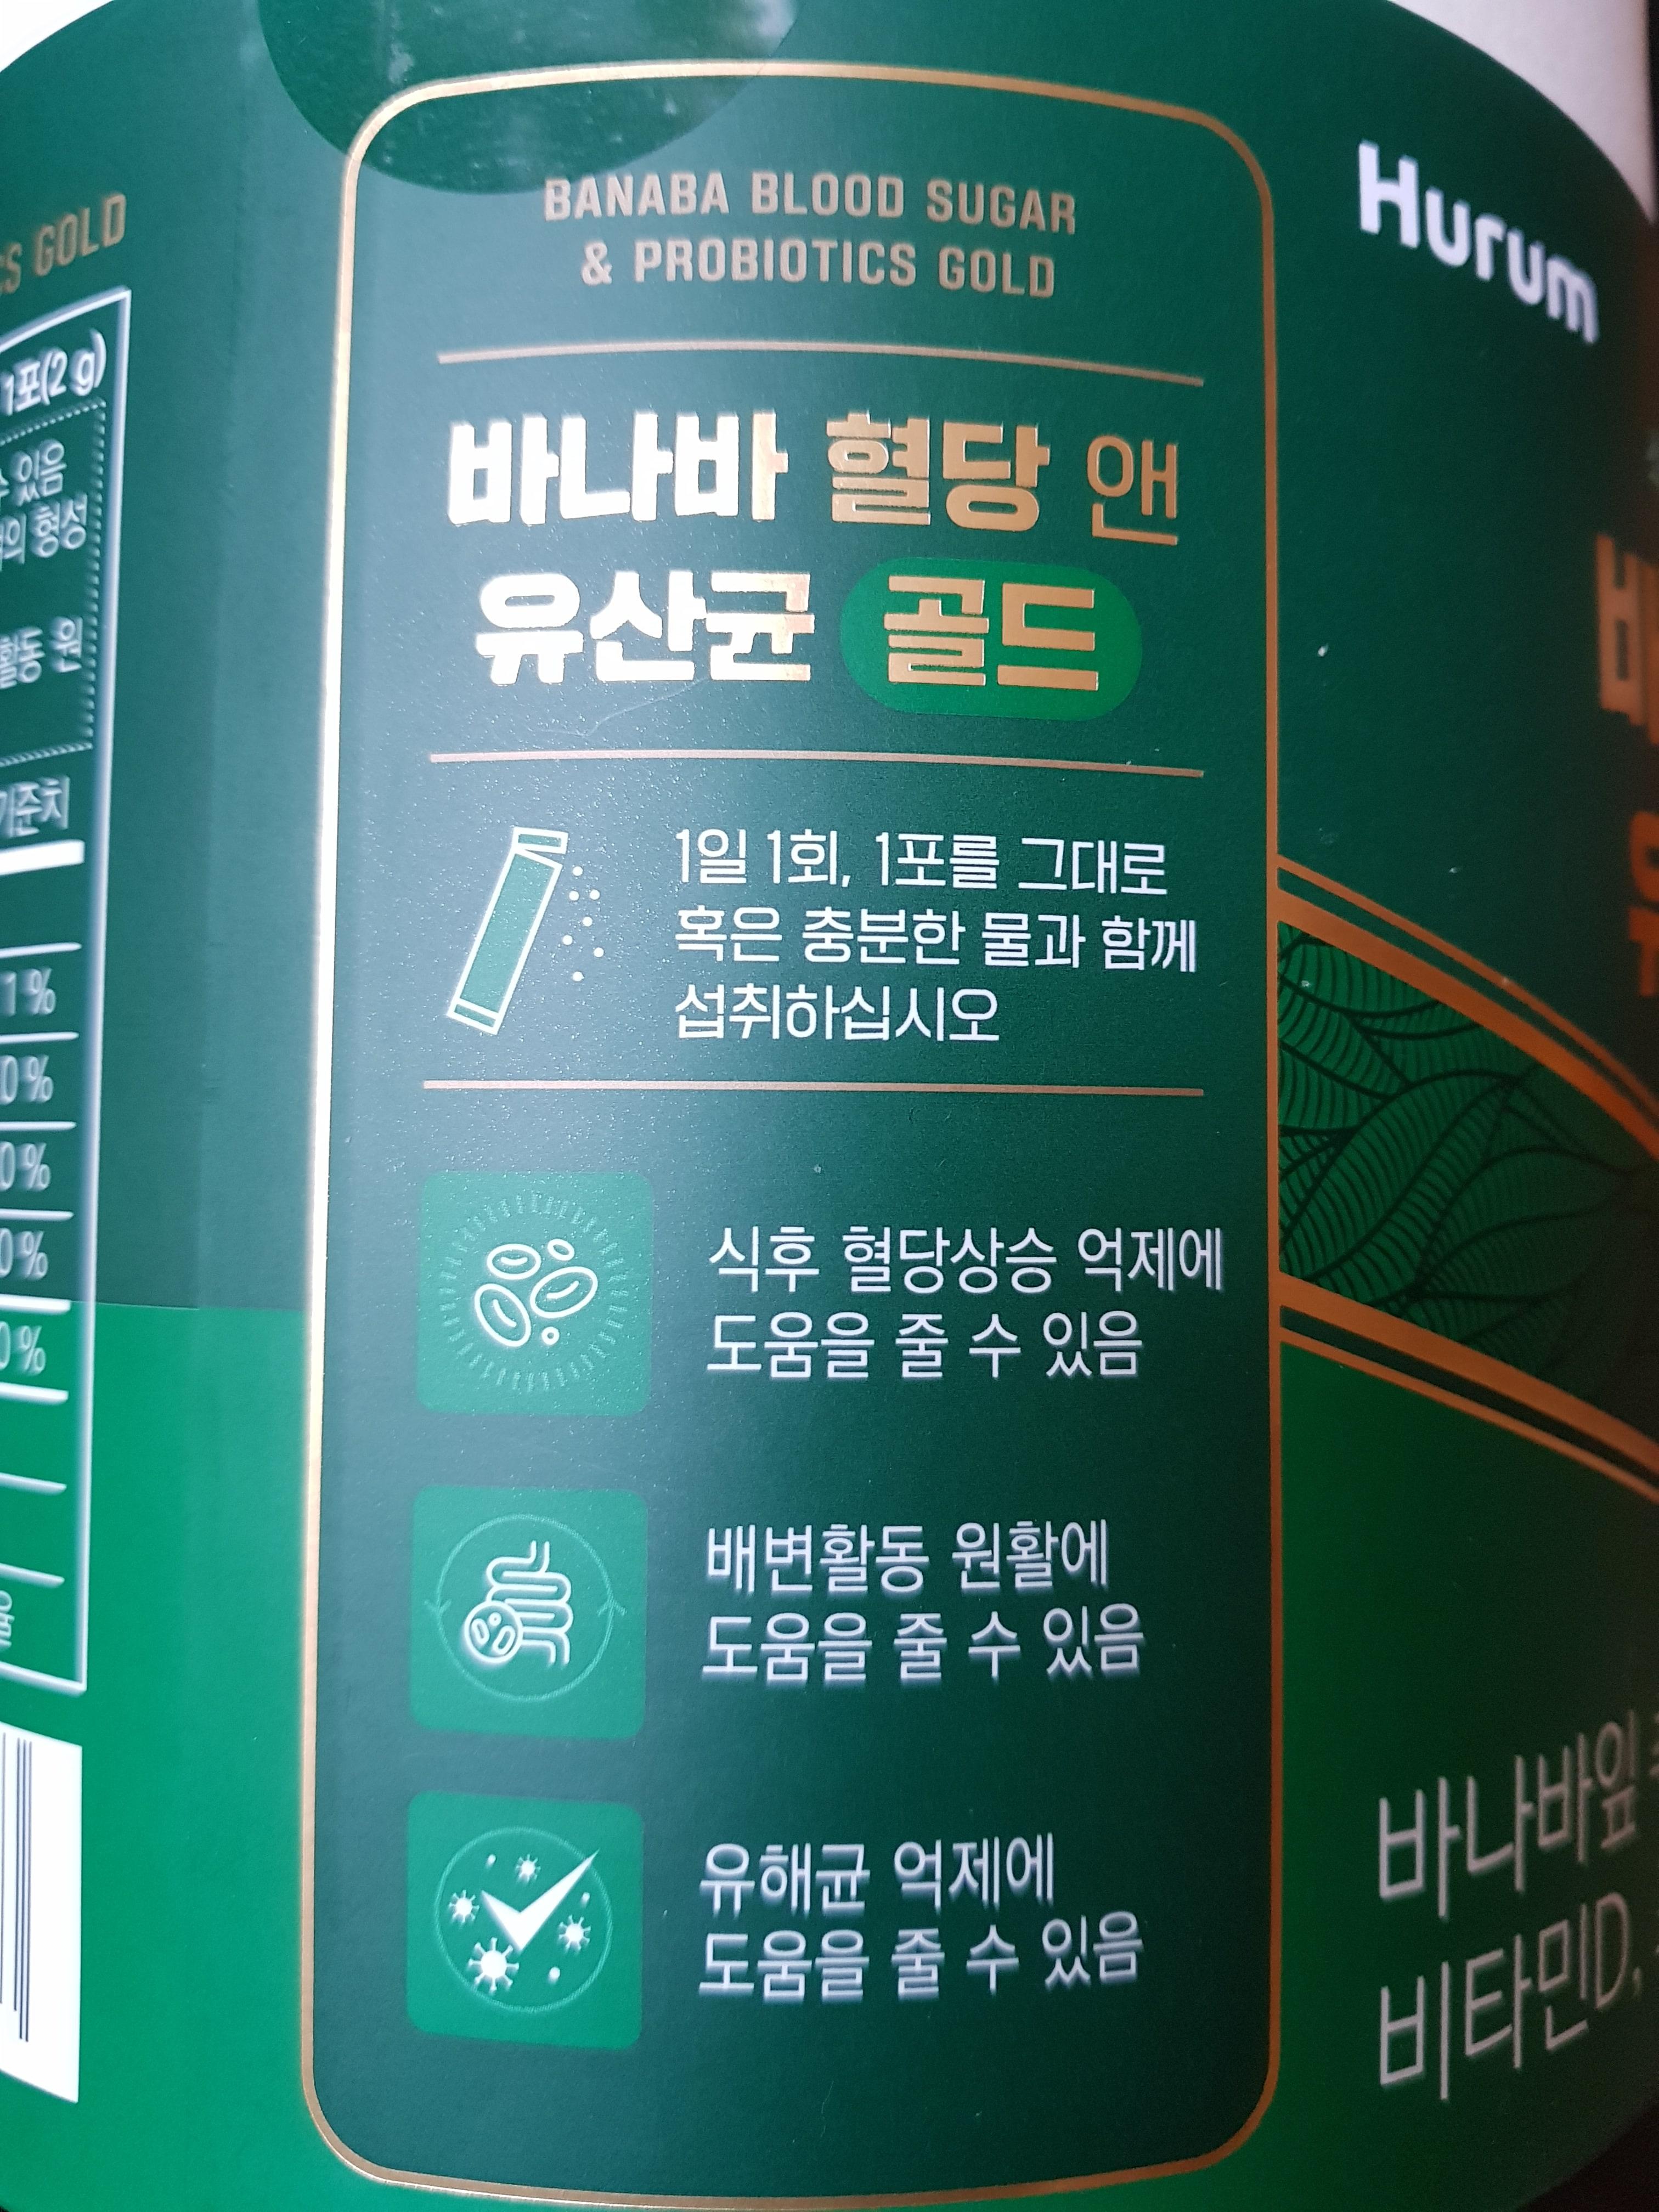 CS GOLD
1포(2 g)
수 있음
의 형성
활동 원
기준치
1 %
0 %
0 %
0 %
0 %
BANABA BLOOD SUGAR
& PROBIOTICS GOLD
바나바 혈당 앤
유산균 골드
1일 1회, 1포를 그대로
혹은 충분한 물과 함께
섭취하십시오
식후 혈당상승 억제에
도움을 줄 수 있음
배변활동 원활에
도움을 줄 수 있음
유해균 억제에
도움을 줄 수 있음
Hurum
바나바잎
비타민D,